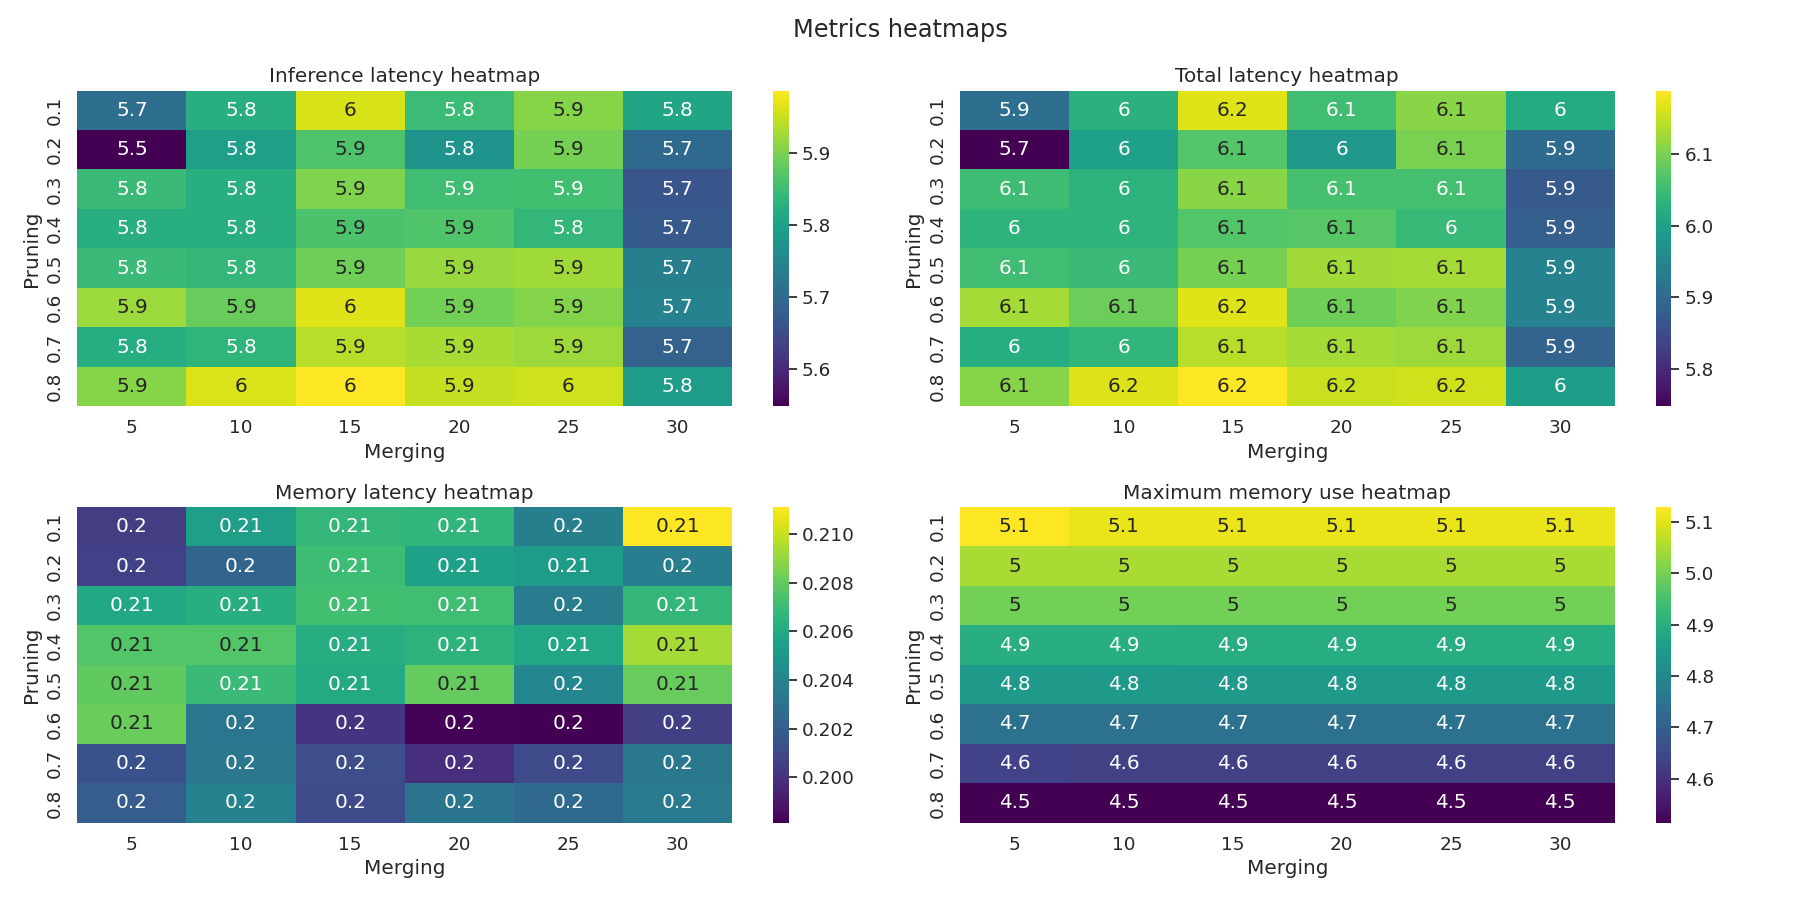 Metrics heatmaps
Inference latency heatmap
Pruning
0.1 5.7 5.8 6 5.8 5.9 5.8
0.2 5.5 5.8 5.9 5.8 5.9 5.7
0.3 5.8 5.8 5.9 5.9 5.9 5.7
0.4 5.8 5.8 5.9 5.9 5.8 5.7
0.5 5.8 5.8 5.9 5.9 5.9 5.7
0.6 5.9 5.9 6 5.9 5.9 5.7
0.7 5.8 5.8 5.9 5.9 5.9 5.7
0.8 5.9 6 6 5.9 6 5.8
5 10 15 20 25 30
Merging
5.9
5.8
5.7
5.6
Total latency heatmap
Pruning
0.1 5.9 6 6.2 6.1 6.1 6
0.2 5.7 6 6.1 6 6.1 5.9
0.3 6.1 6 6.1 6.1 6.1 5.9
0.4 6 6 6.1 6.1 6 5.9
0.5 6.1 6 6.1 6.1 6.1 5.9
0.6 6.1 6.1 6.2 6.1 6.1 5.9
0.7 6 6 6.1 6.1 6.1 5.9
0.8 6.1 6.2 6.2 6.2 6.2 6
5 10 15 20 25 30
Merging
6.1
6.0
5.9
5.8
Memory latency heatmap
Pruning
0.1 0.2 0.21 0.21 0.21 0.2 0.21
0.2 0.2 0.2 0.21 0.21 0.21 0.2
0.3 0.21 0.21 0.21 0.21 0.2 0.21
0.4 0.21 0.21 0.21 0.21 0.21 0.21
0.5 0.21 0.21 0.21 0.21 0.2 0.21
0.6 0.21 0.2 0.2 0.2 0.2 0.2
0.7 0.2 0.2 0.2 0.2 0.2 0.2
0.8 0.2 0.2 0.2 0.2 0.2 0.2
5 10 15 20 25 30
Merging
0.210
0.208
0.206
0.204
0.202
0.200
Maximum memory use heatmap
Pruning
0.1 5.1 5.1 5.1 5.1 5.1 5.1
0.2 5 5 5 5 5 5
0.3 5 5 5 5 5 5
0.4 4.9 4.9 4.9 4.9 4.9 4.9
0.5 4.8 4.8 4.8 4.8 4.8 4.8
0.6 4.7 4.7 4.7 4.7 4.7 4.7
0.7 4.6 4.6 4.6 4.6 4.6 4.6
0.8 4.5 4.5 4.5 4.5 4.5 4.5
5 10 15 20 25 30
Merging
5.1
5.0
4.9
4.8
4.7
4.6